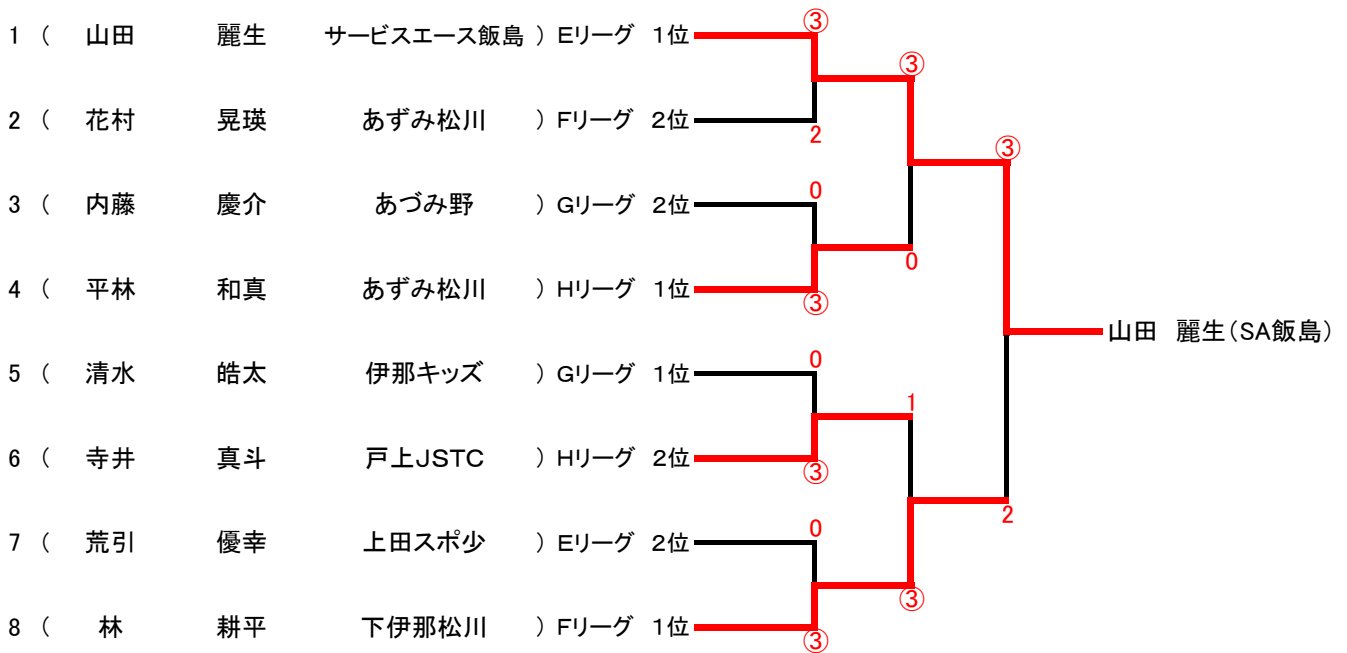 ③
1 （ 山田 麗生 サービスエース飯島 ） Eリーグ 1位
③
2 （ 花村 晃瑛 あずみ松川 ） Fリーグ 2位
2
③
0
3 （ 内藤 慶介 あづみ野 ） Gリーグ 2位
0
4 （ 平林 和真 あずみ松川 ） Hリーグ 1位
③
山田 麗生（SA飯島）
0
5 （ 清水 皓太 伊那キッズ ） Gリーグ 1位
1
6 （ 寺井 真斗 戸上JSTC ） Hリーグ 2位
③
2
0
7 （ 荒引 優幸 上田スポ少 ） Eリーグ 2位
③
8 （ 林 耕平 下伊那松川 ） Fリーグ 1位
③